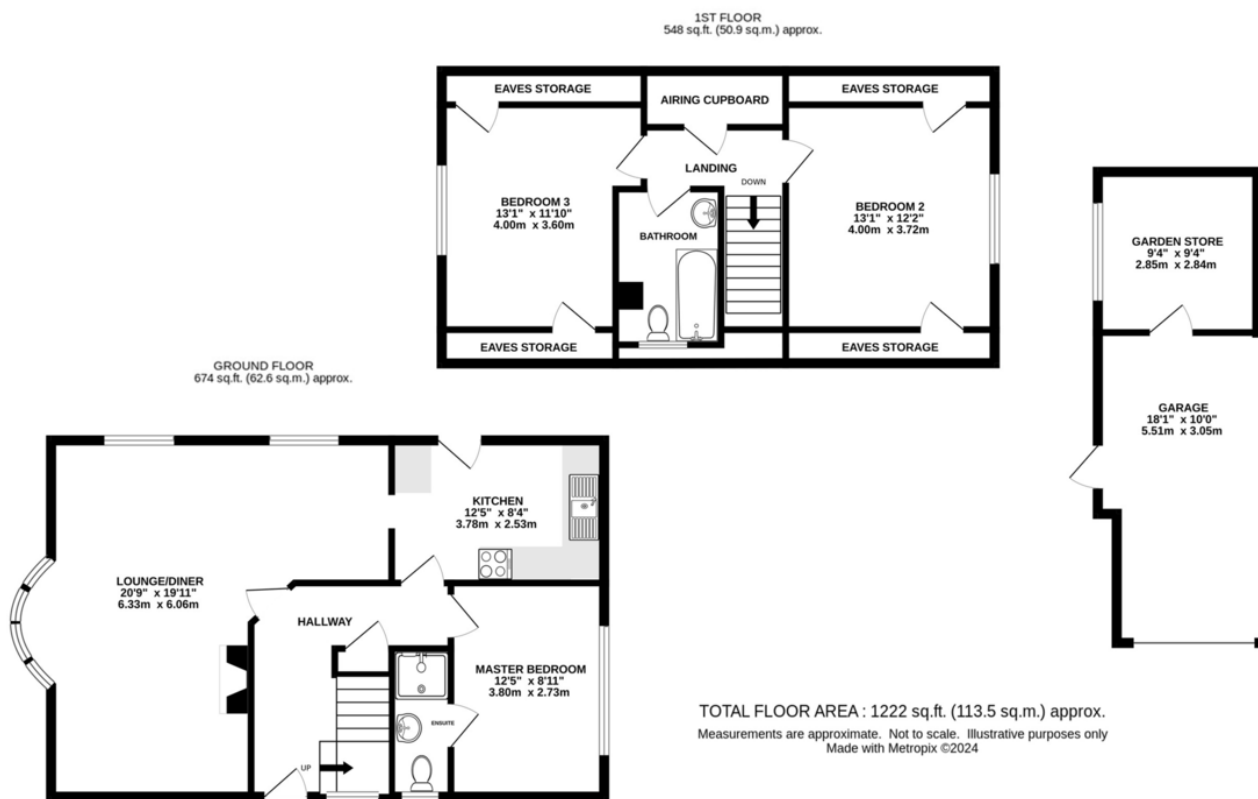 1ST FLOOR
548 sq.ft. (50.9 sq.m.) approx.
EAVES STORAGE
AIRING CUPBOARD
EAVES STORAGE
LANDING
DOWN
BEDROOM 3
13'1" x 11'10"
4.00m x 3.60m
BATHROOM
BEDROOM 2
13'1" x 12'2"
4.00m x 3.72m
EAVES STORAGE
EAVES STORAGE
GARDEN STORE
9'4" x 9'4"
2.85m x 2.84m
GARAGE
18'1" x 10'0"
5.51m x 3.05m
GROUND FLOOR
674 sq.ft. (62.6 sq.m.) approx.
KITCHEN
12'5" x 8'4"
3.78m x 2.53m
LOUNGE/DINER
20'9" x 19'11"
6.33m x 6.06m
HALLWAY
MASTER BEDROOM
12'5" x 8'11"
3.80m x 2.73m
ENSUITE
UP
TOTAL FLOOR AREA : 1222 sq.ft. (113.5 sq.m.) approx.
Measurements are approximate. Not to scale. Illustrative purposes only
Made with Metropix ©2024